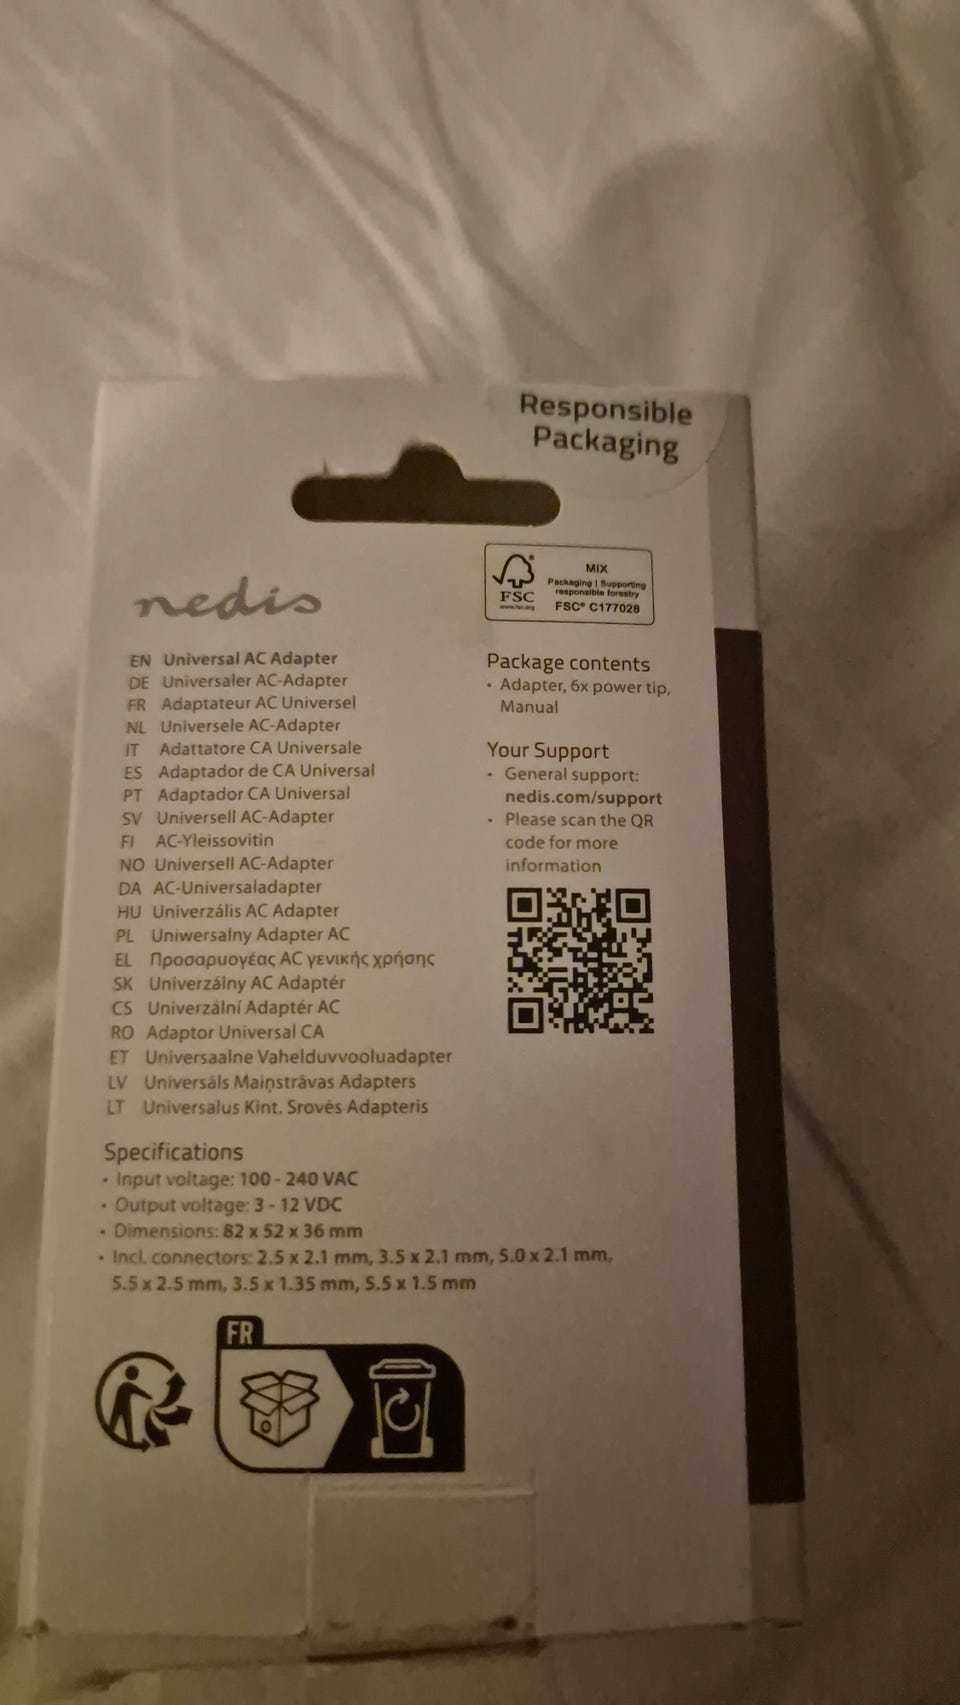 Responsible
Packaging
nedis
FSC
www.fsc.org
MIX
Packaging | Supporting
responsible forestry
FSC® C177028
EN Universal AC Adapter
DE Universaler AC-Adapter
FR Adaptateur AC Universel
NL Universele AC-Adapter
IT Adattatore CA Universale
ES Adaptador de CA Universal
PT Adaptador CA Universal
SV Universell AC-Adapter
FI AC-Yleissovitin
NO Universell AC-Adapter
DA AC-Universaladapter
HU Univerzális AC Adapter
PL Uniwersalny Adapter AC
EL Προσαρυογέας AC γενικής χρήσης
SK Univerzálny AC Adaptér
CS Univerzální Adaptér AC
RO Adaptor Universal CA
ET Universaalne Vahelduvvooluadapter
LV Universāls Maiņstrāvas Adapters
LT Universalus Kint. Srovės Adapteris
Package contents
• Adapter, 6x power tip,
Manual
Your Support
• General support:
nedis.com/support
• Please scan the QR
code for more
information
Specifications
• Input voltage: 100 - 240 VAC
• Output voltage: 3 - 12 VDC
• Dimensions: 82 x 52 x 36 mm
• Incl. connectors: 2.5 x 2.1 mm, 3.5 x 2.1 mm, 5.0 x 2.1 mm,
5.5 x 2.5 mm, 3.5 x 1.35 mm, 5.5 x 1.5 mm
FR